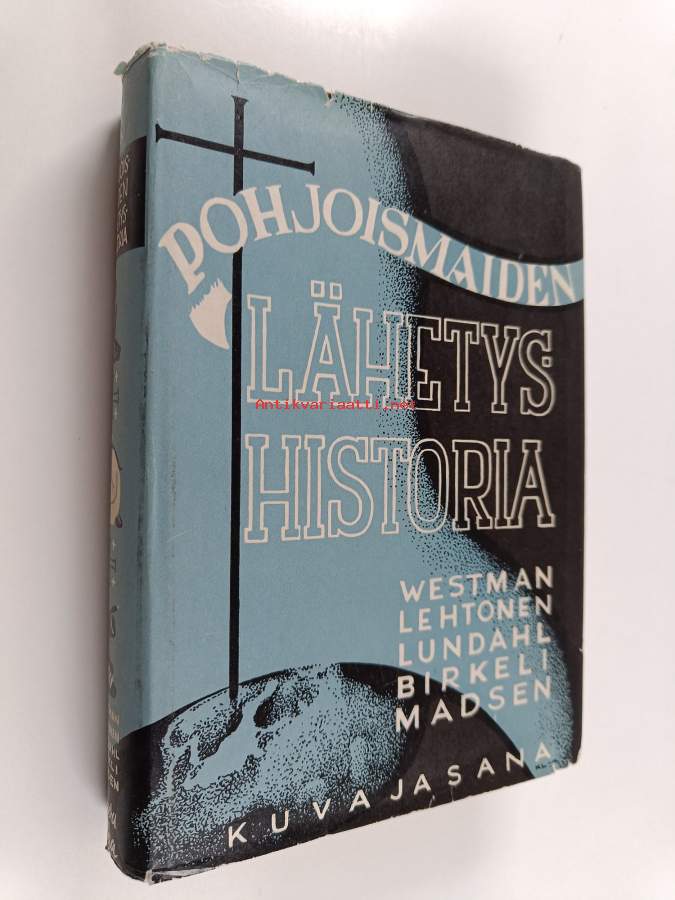 POHJOISMAIDEN
LÄHETYS-
HISTORIA
WESTMAN
LEHTONEN
LUNDAHL
BIRKELI
MADSEN
KUVA JA SANA
Antikvariaatti.net